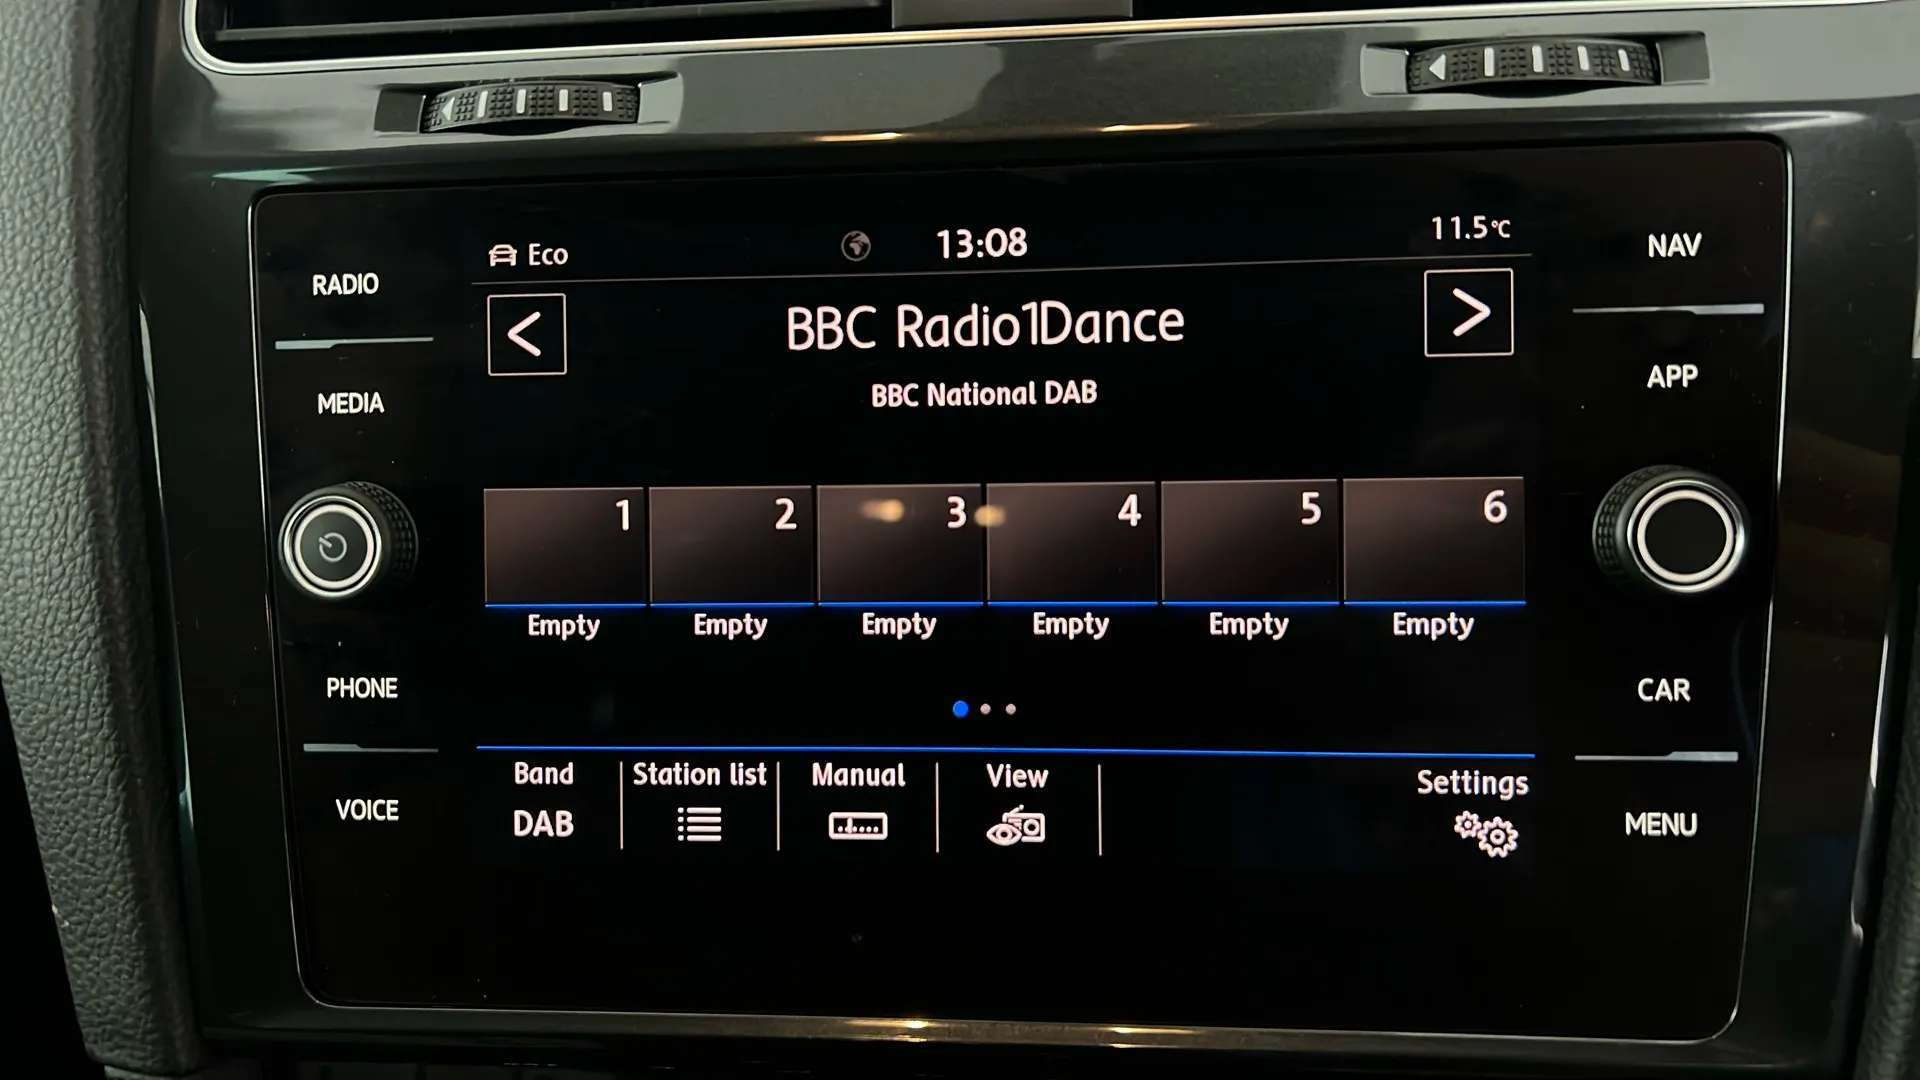 Eco
13:08
11.5°C
RADIO
MEDIA
PHONE
VOICE
<
BBC Radio1Dance
>
BBC National DAB
1 2 3 4 5 6
Empty Empty Empty Empty Empty Empty
Band Station list Manual View Settings
DAB
NAV
APP
CAR
MENU